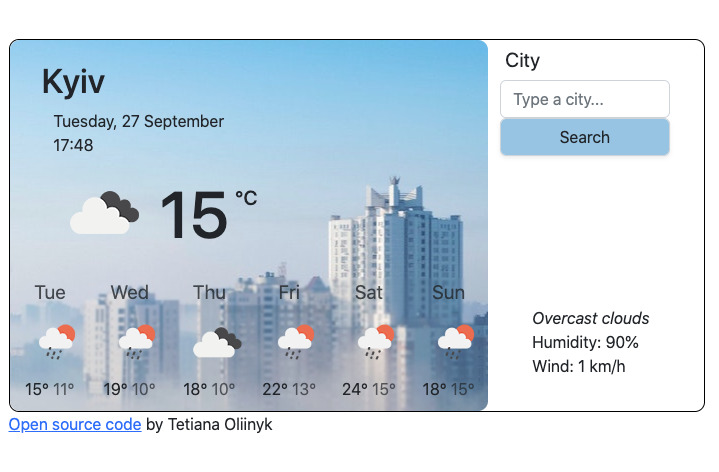 Kyiv
Tuesday, 27 September
17:48
15 °C
Tue Wed Thu Fri Sat Sun
15° 11° 19° 10° 18° 10° 22° 13° 24° 15° 18° 15°
City
Type a city...
Search
Overcast clouds
Humidity: 90%
Wind: 1 km/h
Open source code by Tetiana Oliinyk